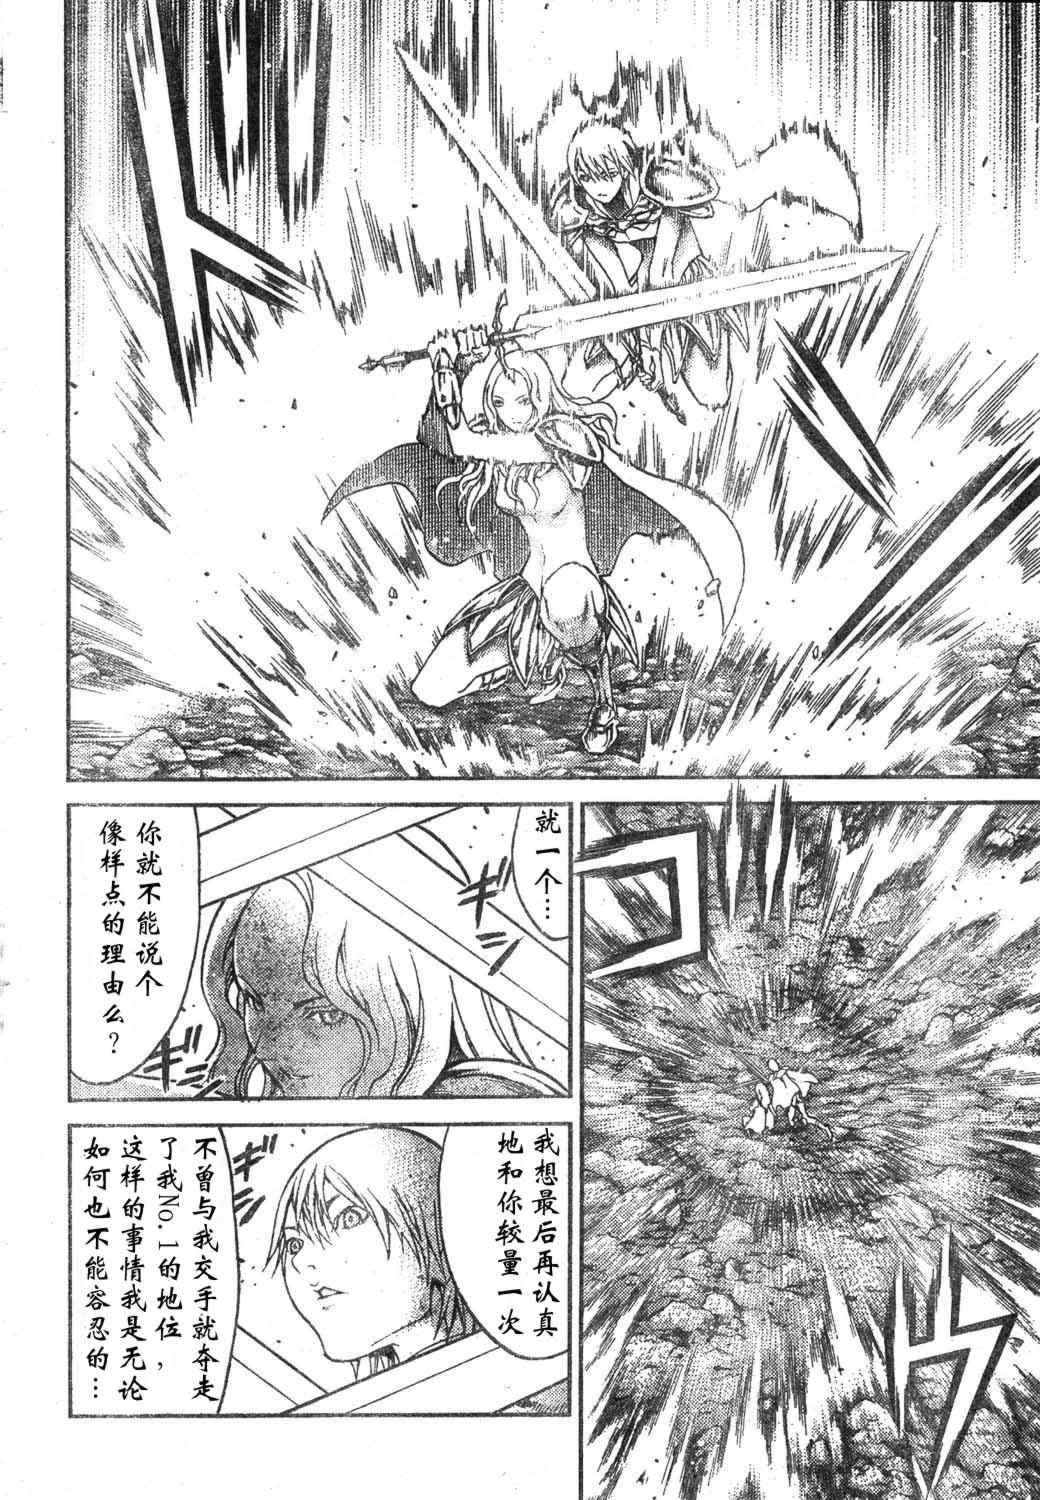 ゴ
就一个…
你就不能说个
像样点的理由么？
ギ
シ
我想最后再认真
地和你较量一次
不曾与我交手就夺走
了我No.1的地位，
这样的事情我是无论
如何也不能容忍的…